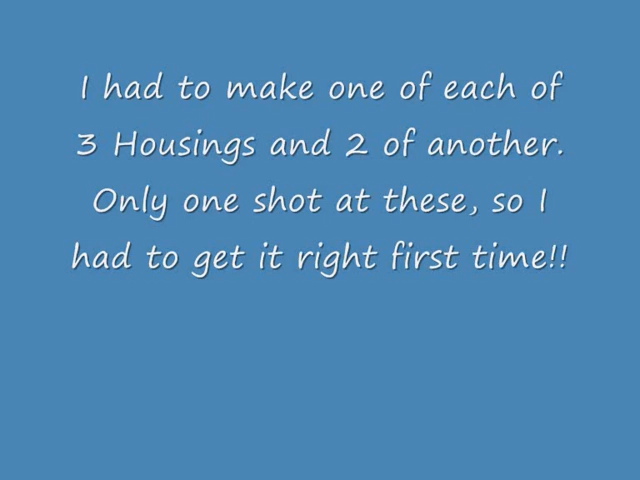 I had to make one of each of
3 Housings and 2 of another.
Only one shot at these, so I
had to get it right first time!!